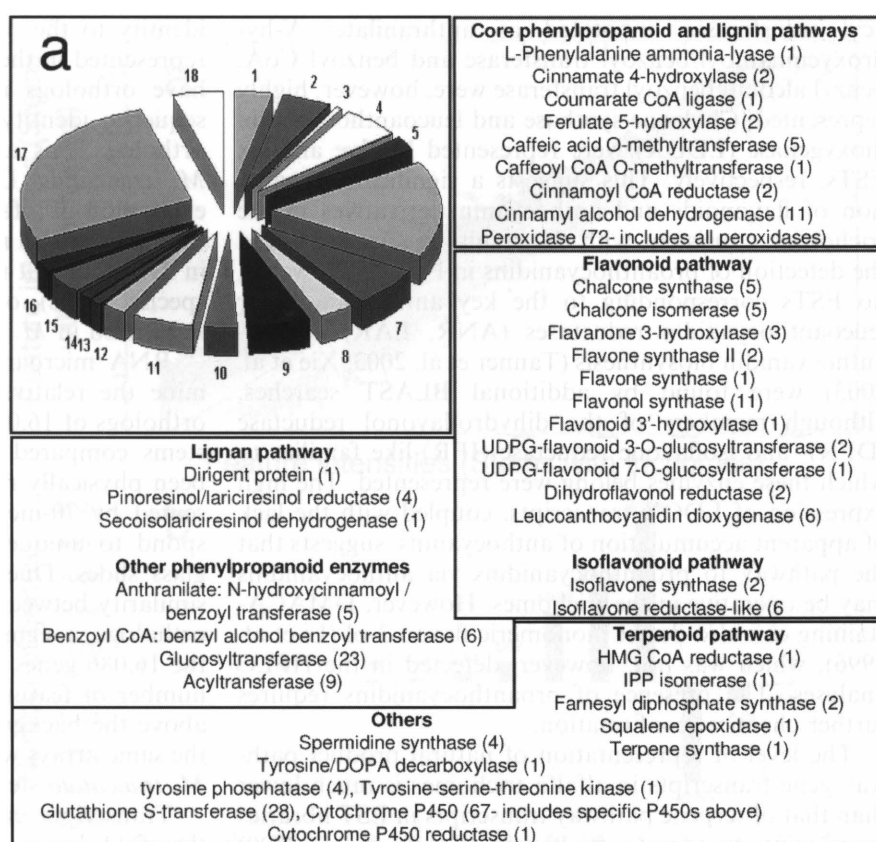 a
18
1
2
3
4
5
6
7
8
9
10
11
12
13
14
15
16
17
Core phenylpropanoid and lignin pathways
L-Phenylalanine ammonia-lyase (1)
Cinnamate 4-hydroxylase (2)
Coumarate CoA ligase (1)
Ferulate 5-hydroxylase (2)
Caffeic acid O-methyltransferase (5)
Caffeoyl CoA O-methyltransferase (1)
Cinnamoyl CoA reductase (2)
Cinnamyl alcohol dehydrogenase (11)
Peroxidase (72- includes all peroxidases)
Flavonoid pathway
Chalcone synthase (5)
Chalcone isomerase (5)
Flavanone 3-hydroxylase (3)
Flavone synthase II (2)
Flavone synthase (1)
Flavonol synthase (11)
Flavonoid 3'-hydroxylase (1)
UDPG-flavonoid 3-O-glucosyltransferase (2)
UDPG-flavonoid 7-O-glucosyltransferase (1)
Dihydroflavonol reductase (2)
Leucoanthocyanidin dioxygenase (6)
Isoflavonoid pathway
Isoflavone synthase (2)
Isoflavone reductase-like (6
Lignan pathway
Dirigent protein (1)
Pinoresinol/lariciresinol reductase (4)
Secoisolariciresinol dehydrogenase (1)
Other phenylpropanoid enzymes
Anthranilate: N-hydroxycinnamoyl /
benzoyl transferase (5)
Benzoyl CoA: benzyl alcohol benzoyl transferase (6)
Glucosyltransferase (23)
Acyltransferase (9)
Terpenoid pathway
HMG CoA reductase (1)
IPP isomerase (1)
Farnesyl diphosphate synthase (2)
Squalene epoxidase (1)
Terpene synthase (1)
Others
Spermidine synthase (4)
Tyrosine/DOPA decarboxylase (1)
tyrosine phosphatase (4), Tyrosine-serine-threonine kinase (1)
Glutathione S-transferase (28), Cytochrome P450 (67- includes specific P450s above)
Cytochrome P450 reductase (1)